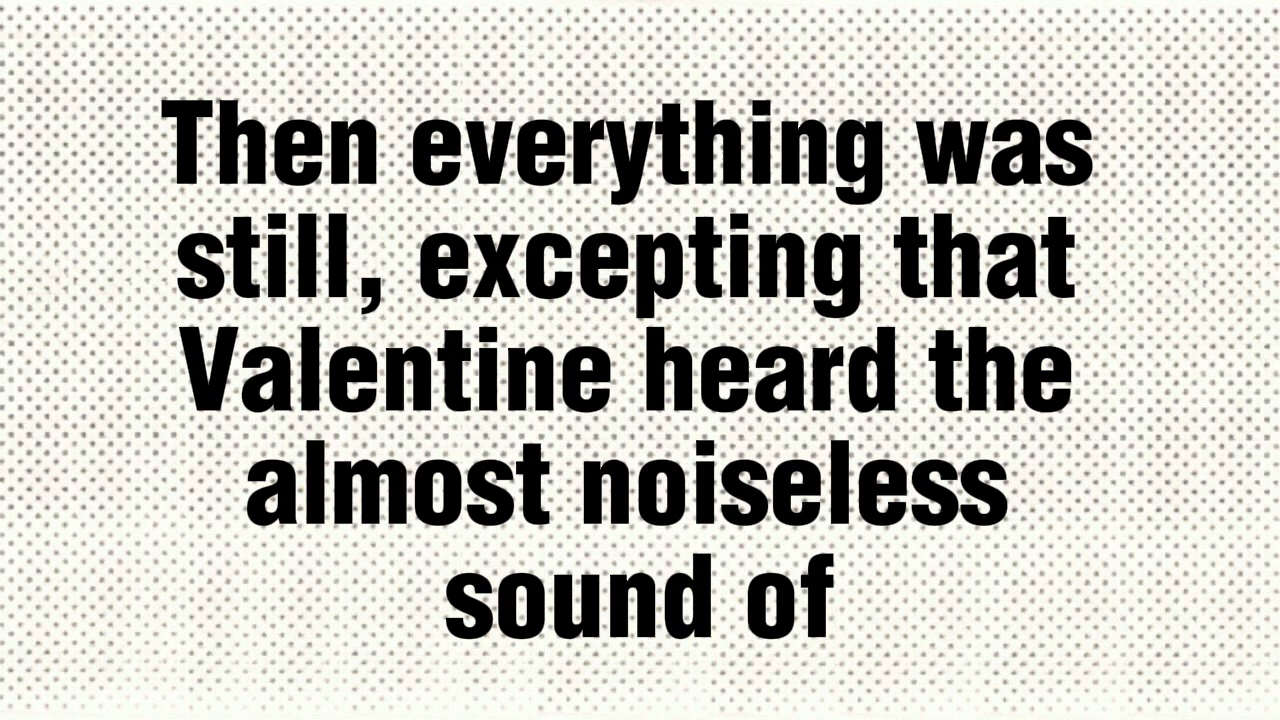 Then everything was
still, excepting that
Valentine heard the
almost noiseless
sound of